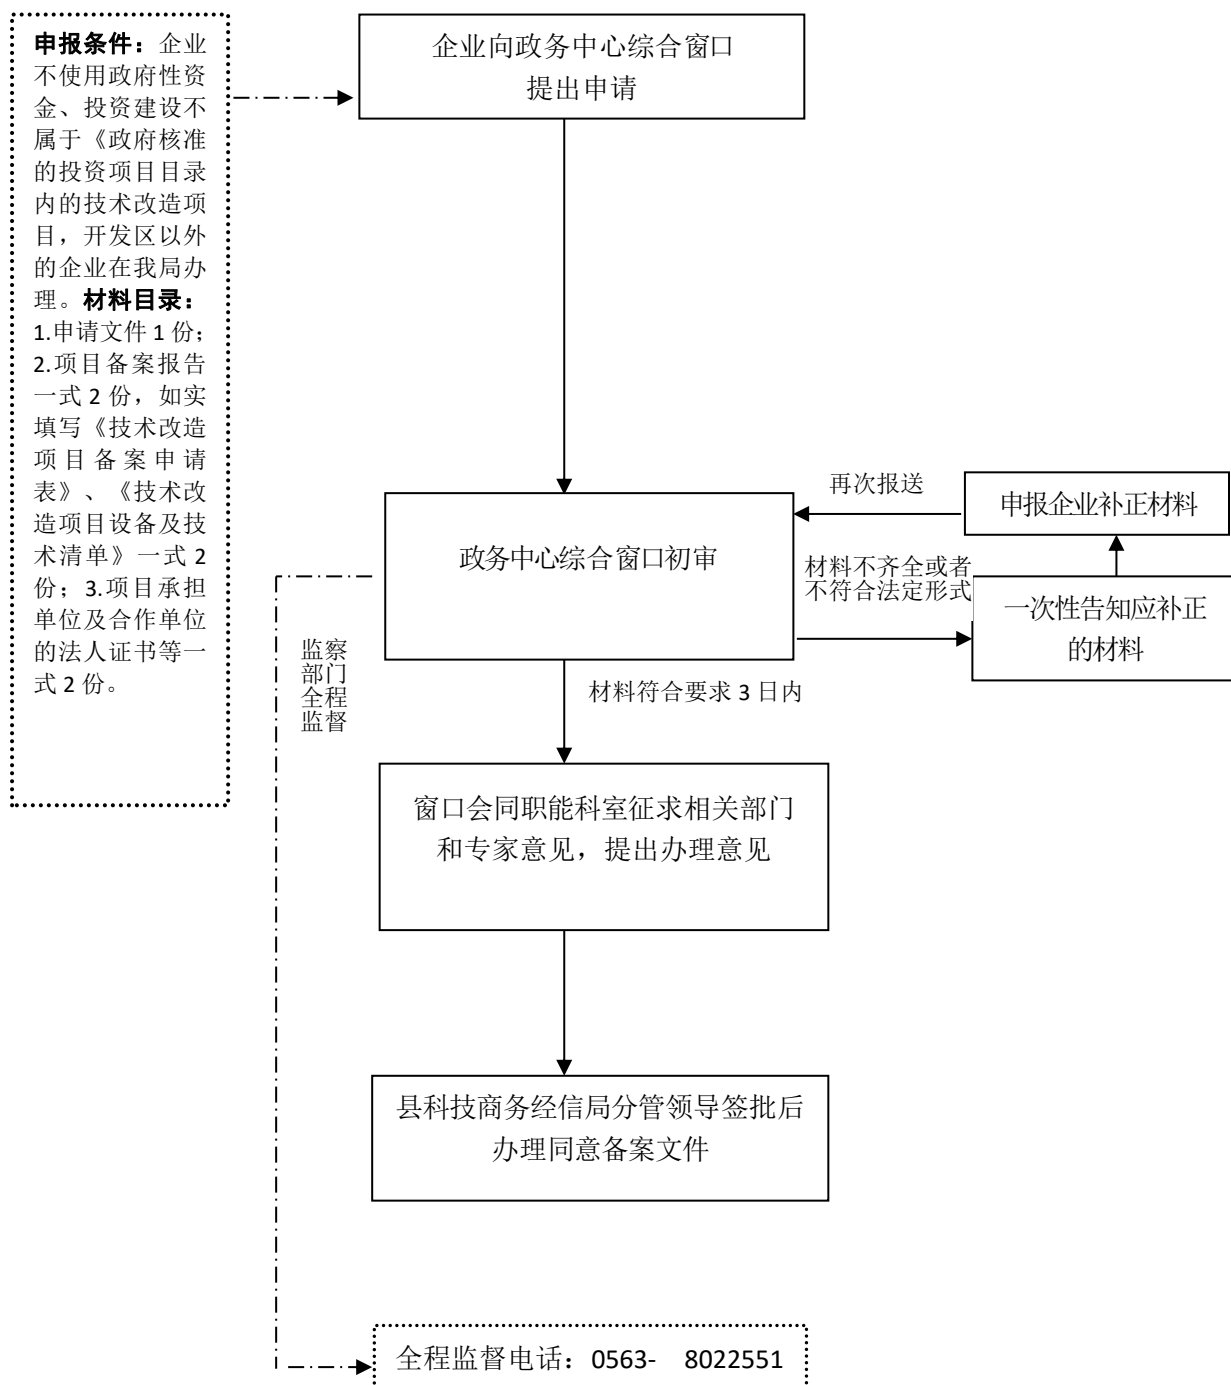 申报条件：企业
不使用政府性资
金、投资建设不
属于《政府核准
的投资项目目录
内的技术改造项
目，开发区以外
的企业在我局办
理。材料目录：
1.申请文件 1 份；
2.项目备案报告
一式 2 份，如实
填写《技术改造
项目备案申请
表》、《技术改
造项目设备及技
术清单》一式 2
份；3.项目承担
单位及合作单位
的法人证书等一
式 2 份。
企业向政务中心综合窗口
提出申请
政务中心综合窗口初审
再次报送
申报企业补正材料
材料不齐全或者
不符合法定形式
一次性告知应补正
的材料
监察
部门
全程
监督
材料符合要求 3 日内
窗口会同职能科室征求相关部门
和专家意见，提出办理意见
县科技商务经信局分管领导签批后
办理同意备案文件
全程监督电话：0563- 8022551